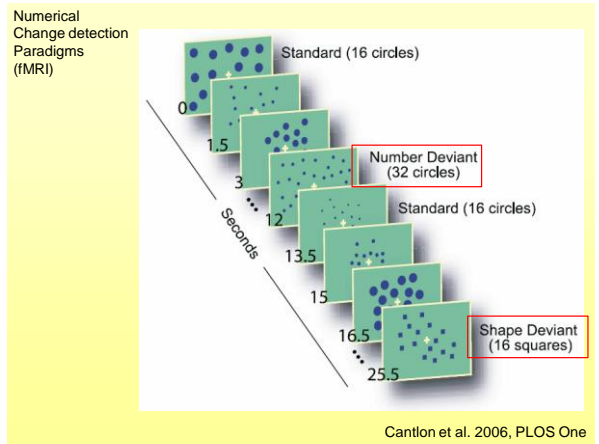 Numerical
Change detection
Paradigms
(fMRI)
Standard (16 circles)
0
1.5
3
Number Deviant
(32 circles)
12
Standard (16 circles)
13.5
Seconds
15
16.5
Shape Deviant
(16 squares)
25.5
Cantlon et al. 2006, PLOS One